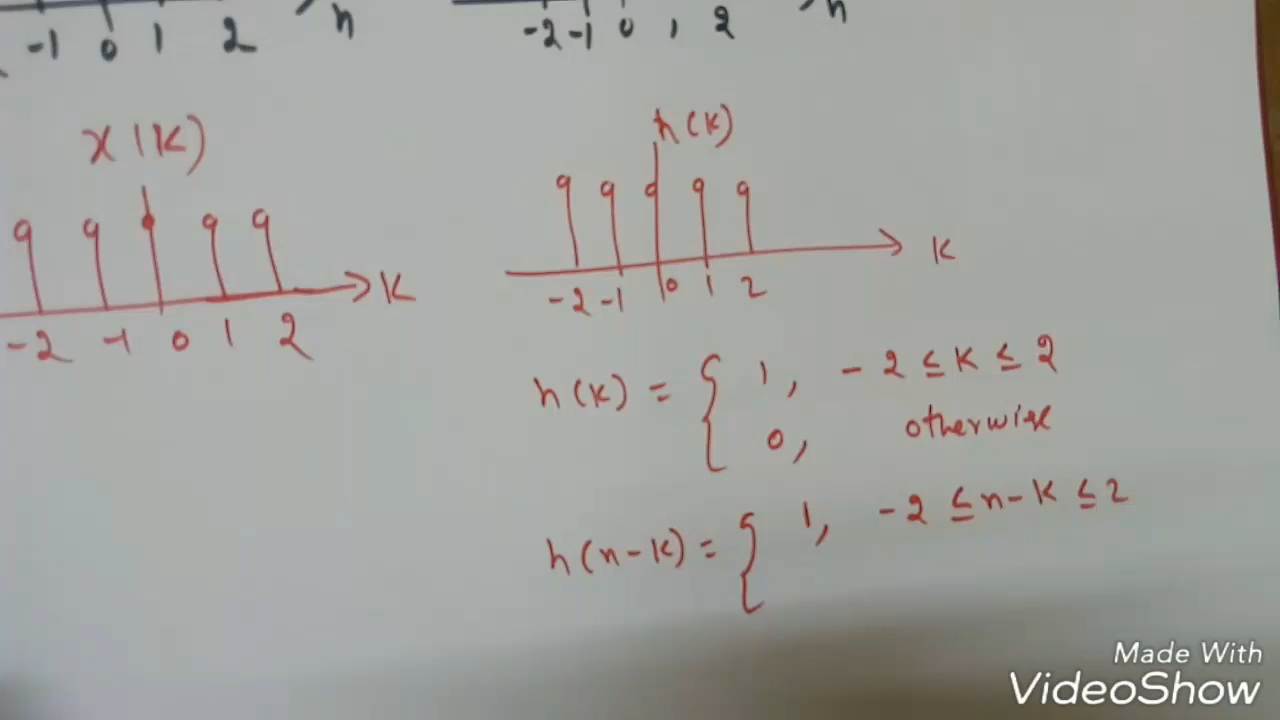 -1 0 1 2 n
-2 -1 0 1 2 n
x(k)
k
-2 -1 0 1 2
h(k)
k
-2 -1 0 1 2
h(k) = { 1, -2 ≤ k ≤ 2
0, otherwise
h(n-k) = { 1, -2 ≤ n-k ≤ 2
Made With
VideoShow